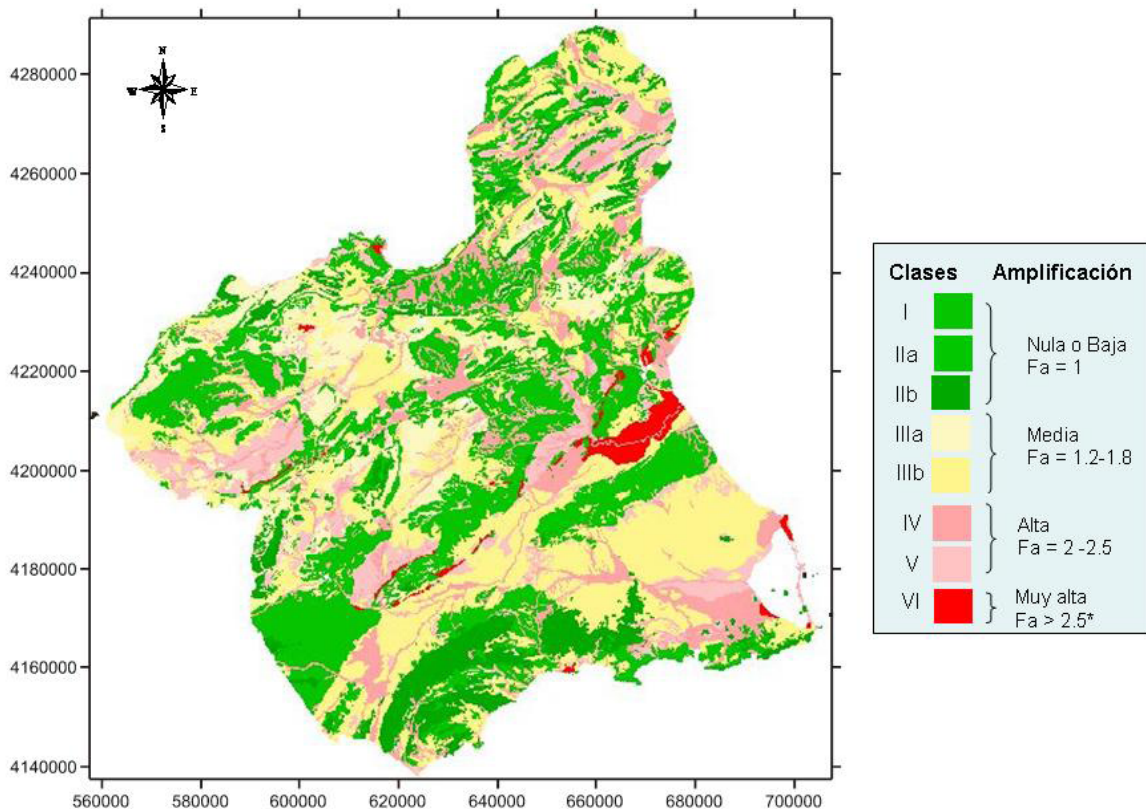 N
W E
S
4280000
4260000
4240000
4220000
4200000
4180000
4160000
4140000
560000 580000 600000 620000 640000 660000 680000 700000
Clases Amplificación
I
IIa
IIb
Nula o Baja
Fa = 1
IIIa
IIIb
Media
Fa = 1.2-1.8
IV
V
Alta
Fa = 2 -2.5
VI
Muy alta
Fa > 2.5*